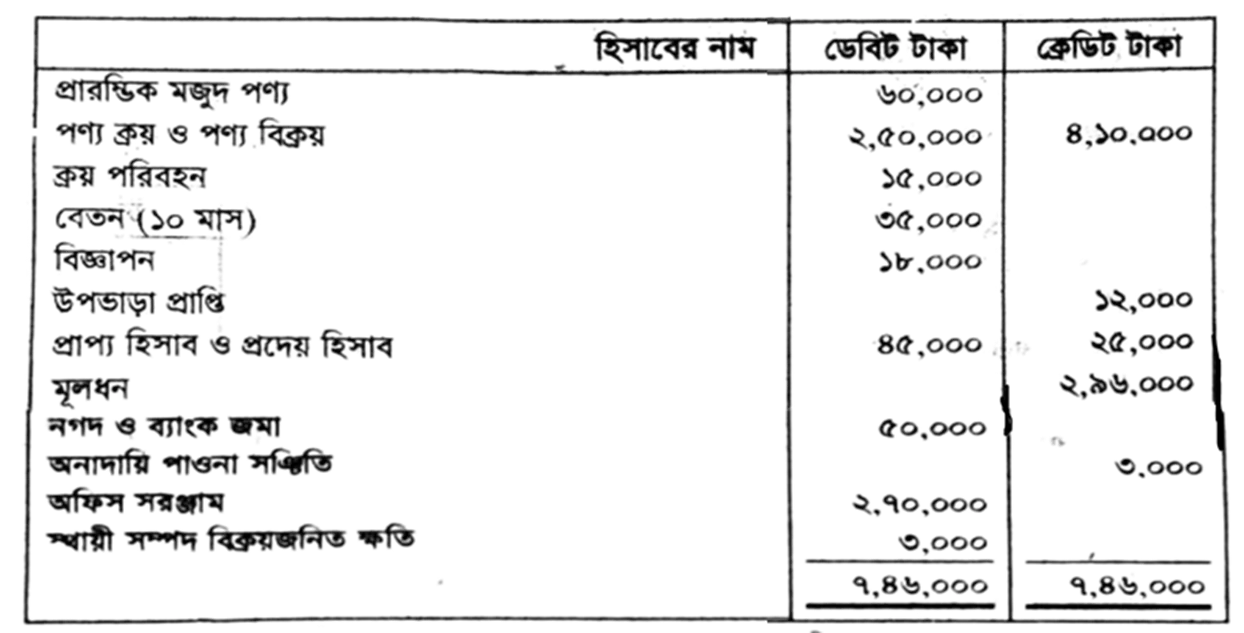 হিসাবের নাম ডেবিট টাকা ক্রেডিট টাকা
প্রারম্ভিক মজুদ পণ্য ৬০,০০০
পণ্য ক্রয় ও পণ্য বিক্রয় ২,৫০,০০০ ৪,১০,০০০
ক্রয় পরিবহন ১৫,০০০
বেতন (১০ মাস) ৩৫,০০০
বিজ্ঞাপন ১৮,০০০
উপভাড়া প্রাপ্তি ১২,০০০
প্রাপ্য হিসাব ও প্রদেয় হিসাব ৪৫,০০০ ২৫,০০০
মূলধন ২,৯৬,০০০
নগদ ও ব্যাংক জমা ৫০,০০০
অনাদায়ি পাওনা সঞ্চিতি ৩,০০০
অফিস সরঞ্জাম ২,৭০,০০০
স্থায়ী সম্পদ বিক্রয়জনিত ক্ষতি ৩,০০০
৭,৪৬,০০০ ৭,৪৬,০০০